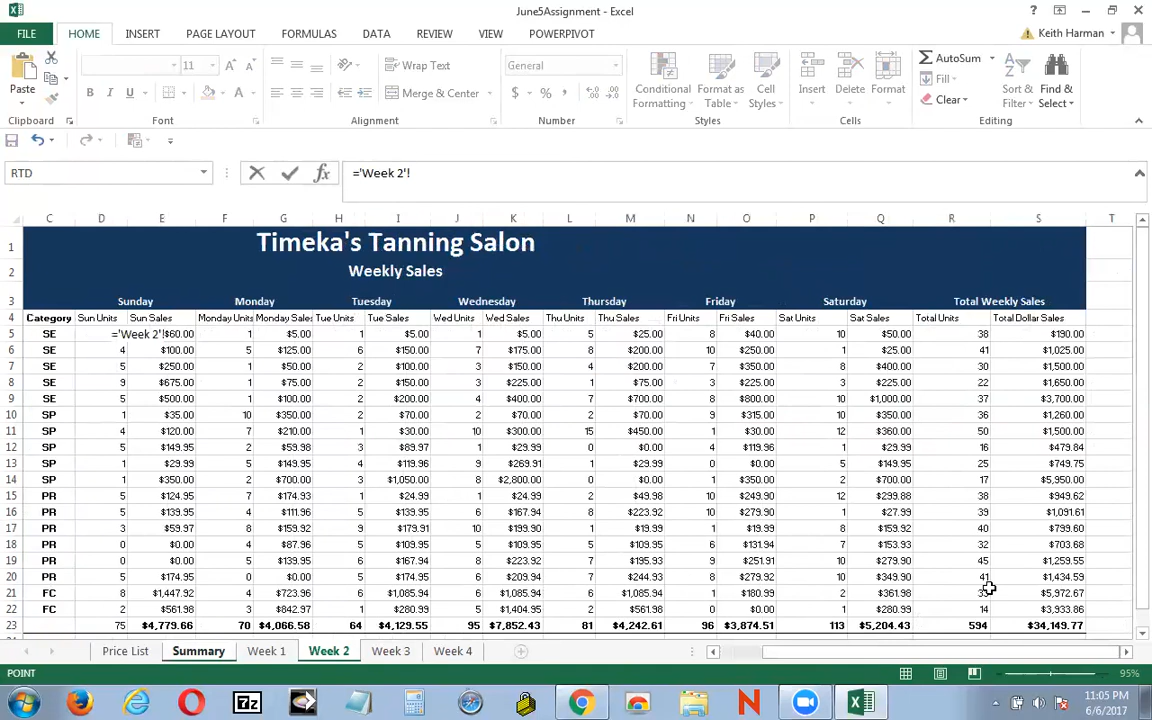 June5Assignment - Excel
FILE HOME INSERT PAGE LAYOUT FORMULAS DATA REVIEW VIEW POWERPIVOT Keith Harman
Paste 11 Wrap Text General AutoSum
B I U Merge & Center $ % Conditional Formatting Format as Table Cell Styles Insert Delete Format Fill Clear Sort & Filter Find & Select
Clipboard Font Alignment Number Styles Cells Editing
RTD ='Week 2'!
C D E F G H I J K L M N O P Q R S T
1 Timeka's Tanning Salon
2 Weekly Sales
3 Sunday Monday Tuesday Wednesday Thursday Friday Saturday Total Weekly Sales
4 Category Sun Units Sun Sales Monday Units Monday Sales Tue Units Tue Sales Wed Units Wed Sales Thu Units Thu Sales Fri Units Fri Sales Sat Units Sat Sales Total Units Total Dollar Sales
5 SE ='Week 2'! $60.00 1 $5.00 1 $5.00 1 $5.00 5 $25.00 8 $40.00 10 $50.00 38 $190.00
6 SE 4 $100.00 5 $125.00 6 $150.00 7 $175.00 8 $200.00 10 $250.00 1 $25.00 41 $1,025.00
7 SE 5 $250.00 1 $50.00 2 $100.00 3 $150.00 4 $200.00 7 $350.00 8 $400.00 30 $1,500.00
8 SE 9 $675.00 1 $75.00 2 $150.00 3 $225.00 1 $75.00 3 $225.00 3 $225.00 22 $1,650.00
9 SE 5 $500.00 1 $100.00 2 $200.00 4 $400.00 7 $700.00 8 $800.00 10 $1,000.00 37 $3,700.00
10 SP 1 $35.00 10 $350.00 2 $70.00 2 $70.00 2 $70.00 9 $315.00 10 $350.00 36 $1,260.00
11 SP 4 $120.00 7 $210.00 1 $30.00 10 $300.00 15 $450.00 1 $30.00 12 $360.00 50 $1,500.00
12 SP 5 $149.95 2 $59.98 3 $89.97 1 $29.99 0 $0.00 4 $119.96 1 $29.99 16 $479.84
13 SP 1 $29.99 5 $149.95 4 $119.96 9 $269.91 1 $29.99 0 $0.00 5 $149.95 25 $749.75
14 SP 1 $350.00 2 $700.00 3 $1,050.00 8 $2,800.00 0 $0.00 1 $350.00 2 $700.00 17 $5,950.00
15 PR 5 $124.95 7 $174.93 1 $24.99 1 $24.99 2 $49.98 10 $249.90 12 $299.88 38 $949.62
16 PR 5 $139.95 4 $111.96 5 $139.95 6 $167.94 8 $223.92 10 $279.90 1 $27.99 39 $1,091.61
17 PR 3 $59.97 8 $159.92 9 $179.91 10 $199.90 1 $19.99 1 $19.99 8 $159.92 40 $799.60
18 PR 0 $0.00 4 $87.96 5 $109.95 5 $109.95 5 $109.95 6 $131.94 7 $153.93 32 $703.68
19 PR 0 $0.00 5 $139.95 6 $167.94 8 $223.92 7 $195.93 9 $251.91 10 $279.90 45 $1,259.55
20 PR 5 $174.95 0 $0.00 5 $174.95 6 $209.94 7 $244.93 8 $279.92 10 $349.90 41 $1,434.59
21 FC 8 $1,447.92 4 $723.96 6 $1,085.94 6 $1,085.94 6 $1,085.94 1 $180.99 2 $361.98 $5,972.67
22 FC 2 $561.98 3 $842.97 1 $280.99 5 $1,404.95 2 $561.98 0 $0.00 1 $280.99 14 $3,933.86
23 75 $4,779.66 70 $4,066.58 64 $4,129.55 95 $7,852.43 81 $4,242.61 96 $3,874.51 113 $5,204.43 594 $34,149.77
Price List Summary Week 1 Week 2 Week 3 Week 4
POINT 95%
7z N 11:05 PM
6/6/2017